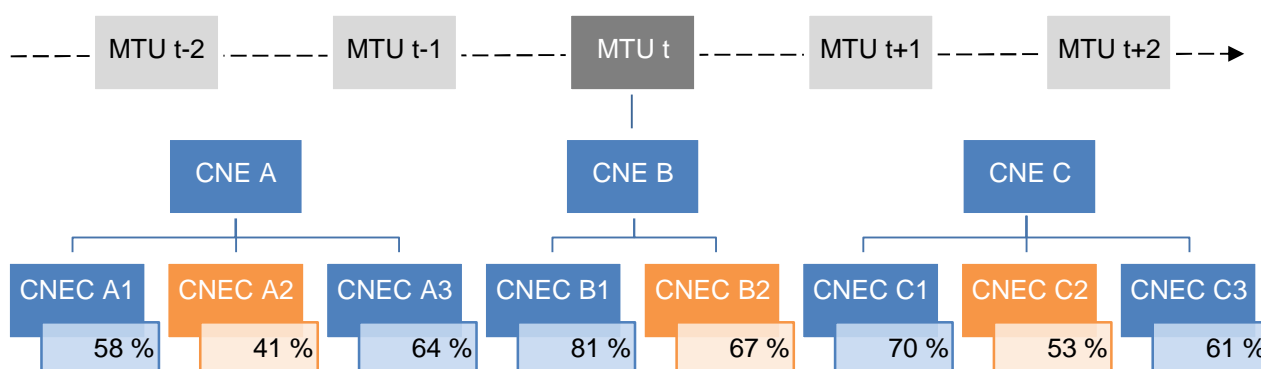 MTU t-2 MTU t-1 MTU t MTU t+1 MTU t+2
CNE A CNE B CNE C
CNEC A1 CNEC A2 CNEC A3 CNEC B1 CNEC B2 CNEC C1 CNEC C2 CNEC C3
58 % 41 % 64 % 81 % 67 % 70 % 53 % 61 %